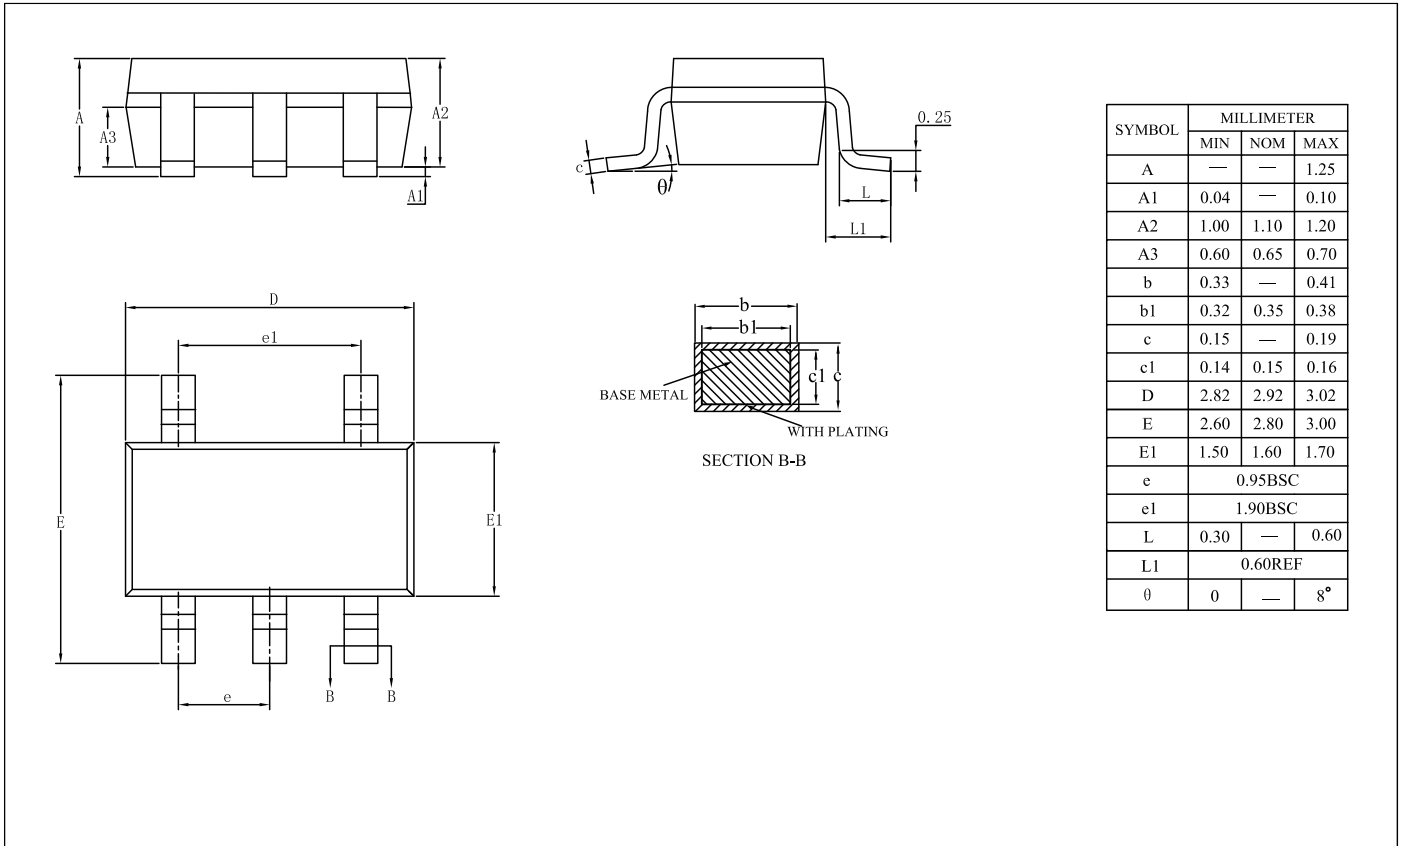 A
A3
A2
A1
c
θ
0. 25
L
L1
D
e1
E
E1
e
B
B
b
b1
c1
c
BASE METAL
WITH PLATING
SECTION B-B
SYMBOL MILLIMETER
MIN NOM MAX
A — — 1.25
A1 0.04 — 0.10
A2 1.00 1.10 1.20
A3 0.60 0.65 0.70
b 0.33 — 0.41
b1 0.32 0.35 0.38
c 0.15 — 0.19
c1 0.14 0.15 0.16
D 2.82 2.92 3.02
E 2.60 2.80 3.00
E1 1.50 1.60 1.70
e 0.95BSC
e1 1.90BSC
L 0.30 — 0.60
L1 0.60REF
θ 0 — 8°